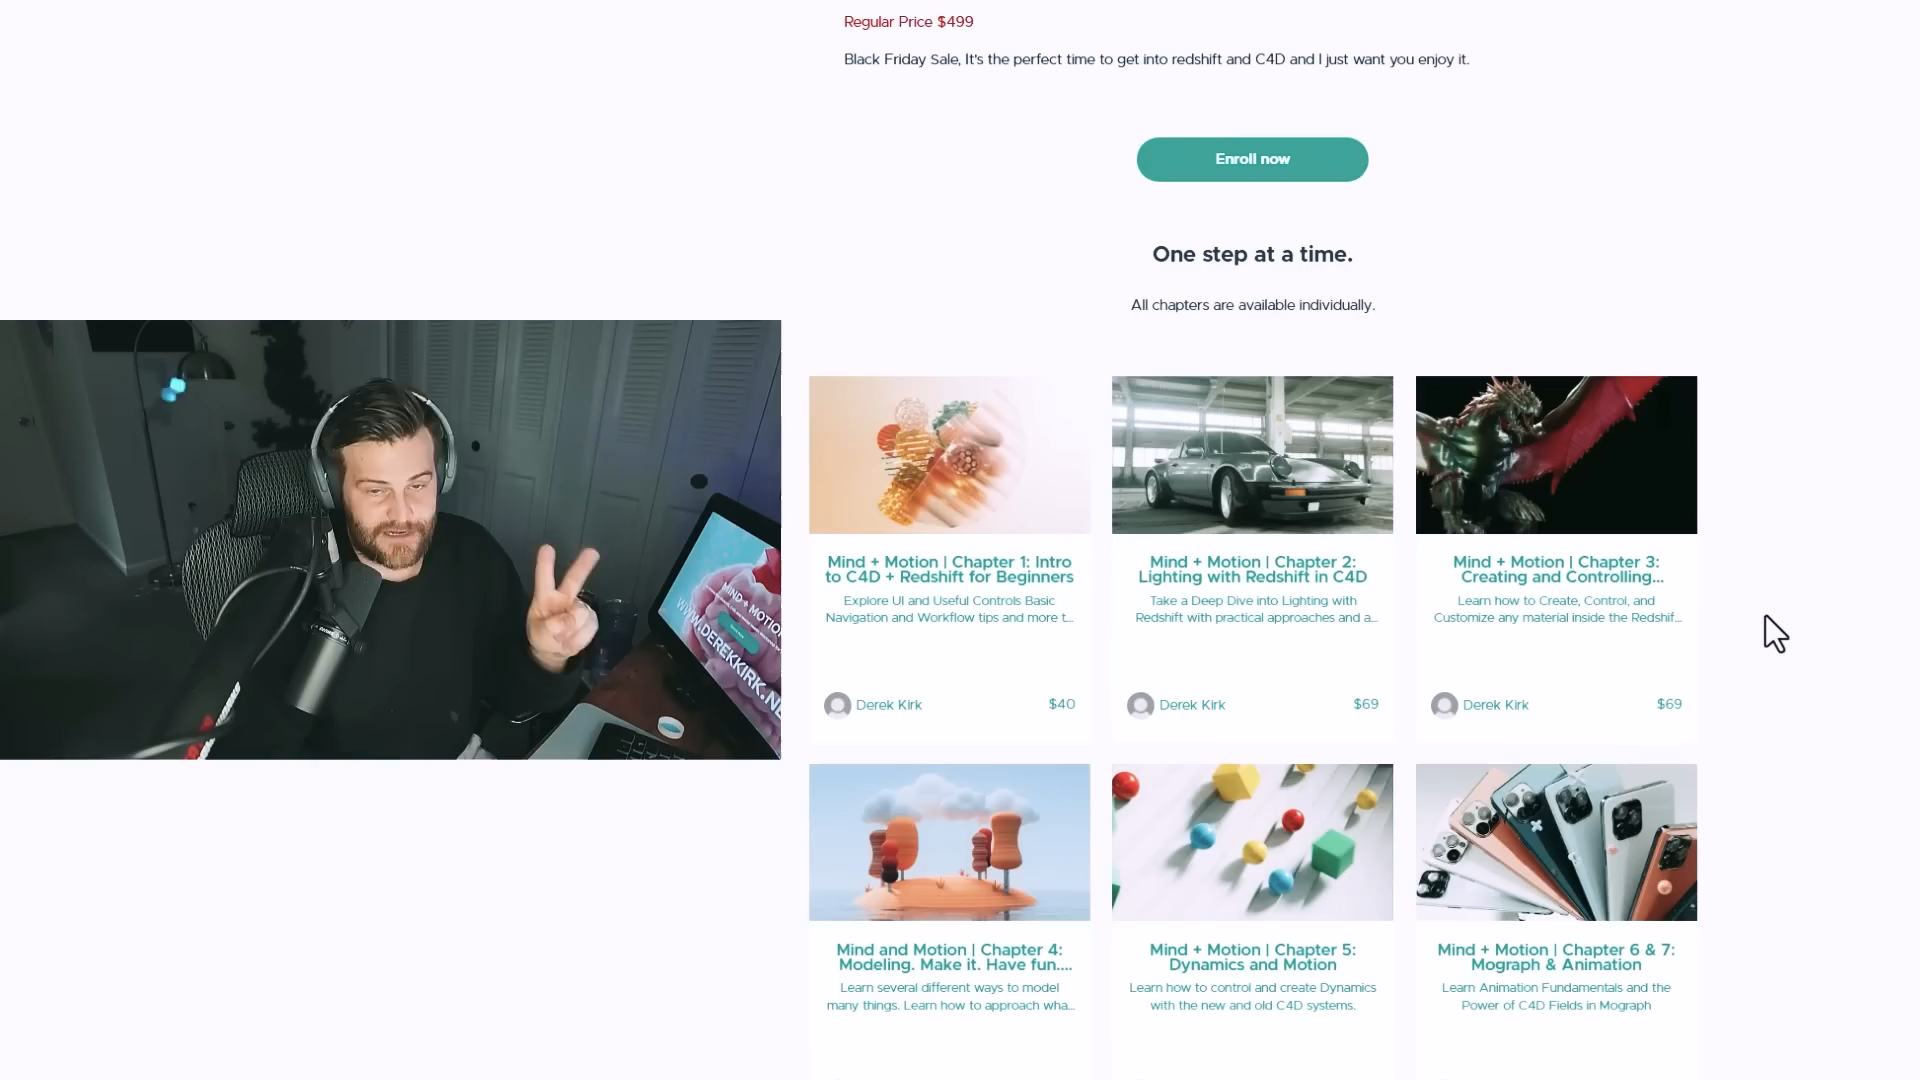 Regular Price $499
Black Friday Sale, It's the perfect time to get into redshift and C4D and I just want you enjoy it.
Enroll now
One step at a time.
All chapters are available individually.
Mind + Motion | Chapter 1: Intro
to C4D + Redshift for Beginners
Explore UI and Useful Controls Basic
Navigation and Workflow tips and more t...
Derek Kirk
$40
Mind + Motion | Chapter 2:
Lighting with Redshift in C4D
Take a Deep Dive into Lighting with
Redshift with practical approaches and a...
Derek Kirk
$69
Mind + Motion | Chapter 3:
Creating and Controlling...
Learn how to Create, Control, and
Customize any material inside the Redshif...
Derek Kirk
$69
Mind and Motion | Chapter 4:
Modeling. Make it. Have fun....
Learn several different ways to model
many things. Learn how to approach wha...
Mind + Motion | Chapter 5:
Dynamics and Motion
Learn how to control and create Dynamics
with the new and old C4D systems.
Mind + Motion | Chapter 6 & 7:
Mograph & Animation
Learn Animation Fundamentals and the
Power of C4D Fields in Mograph
MIND + MOTIO
WWW.DEREKKIRK.NE